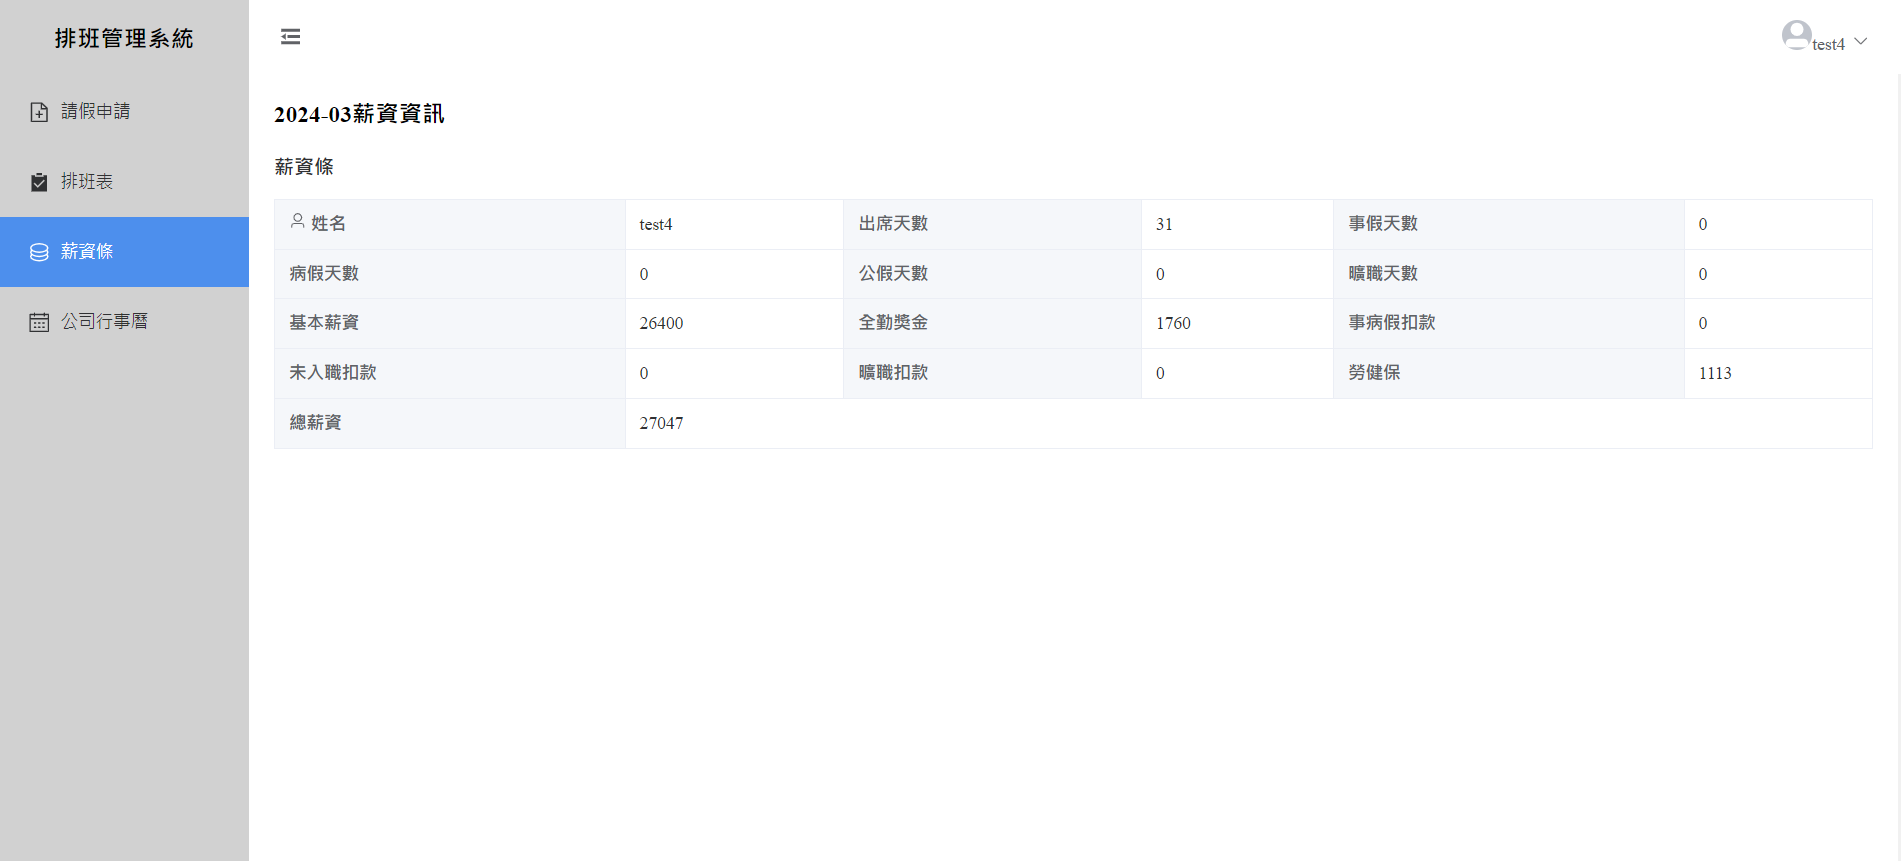 排班管理系統
請假申請
排班表
薪資條
公司行事曆
test4
2024-03薪資資訊
薪資條
姓名 test4 出席天數 31 事假天數 0
病假天數 0 公假天數 0 曠職天數 0
基本薪資 26400 全勤獎金 1760 事病假扣款 0
未入職扣款 0 曠職扣款 0 勞健保 1113
總薪資 27047